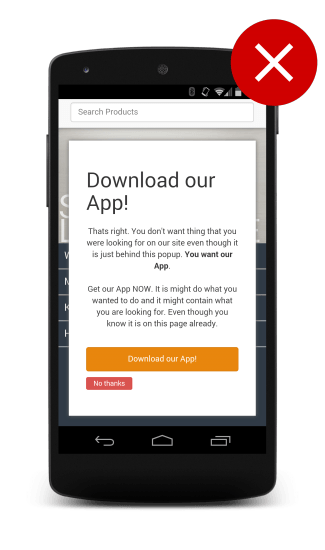 Search Products
Download our
App!
Thats right. You don't want thing that you
were looking for on our site even though it
is just behind this popup. You want our
App.
Get our App NOW. It is might do what you
wanted to do and it might contain what
you are looking for. Even though you
know it is on this page already.
Download our App!
No thanks